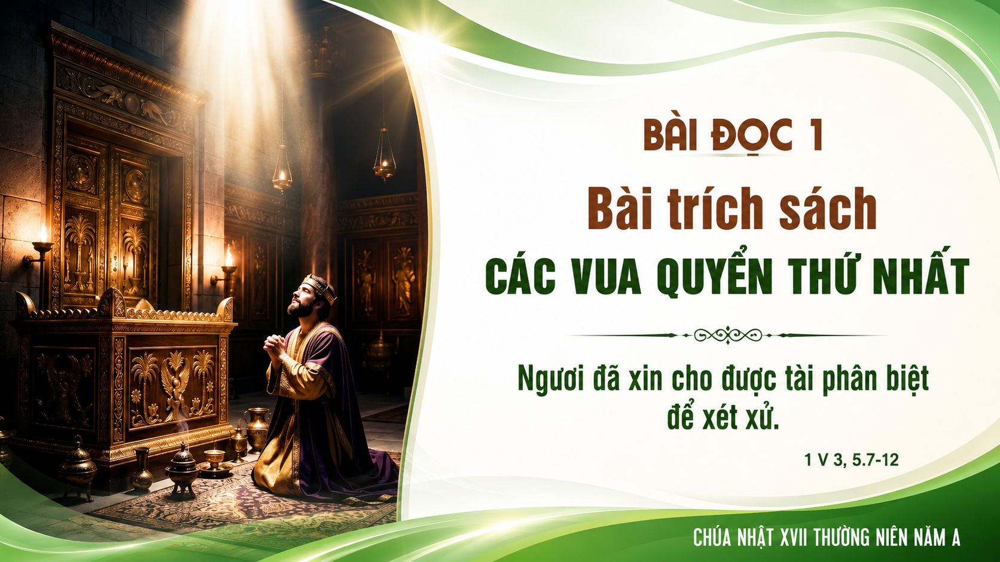 BÀI ĐỌC 1
Bài trích sách
CÁC VUA QUYỂN THỨ NHẤT
Ngươi đã xin cho được tài phân biệt
để xét xử.
1 V 3, 5.7-12
CHÚA NHẬT XVII THƯỜNG NIÊN NĂM A